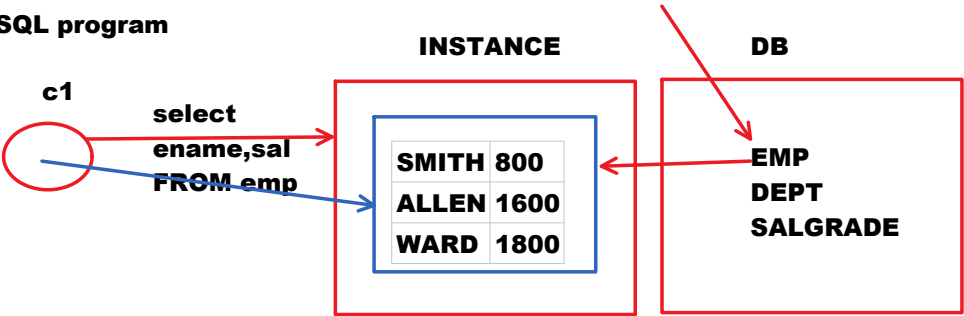 SQL program
INSTANCE
DB
c1
select
ename,sal
FROM emp
SMITH 800
ALLEN 1600
WARD 1800
EMP
DEPT
SALGRADE